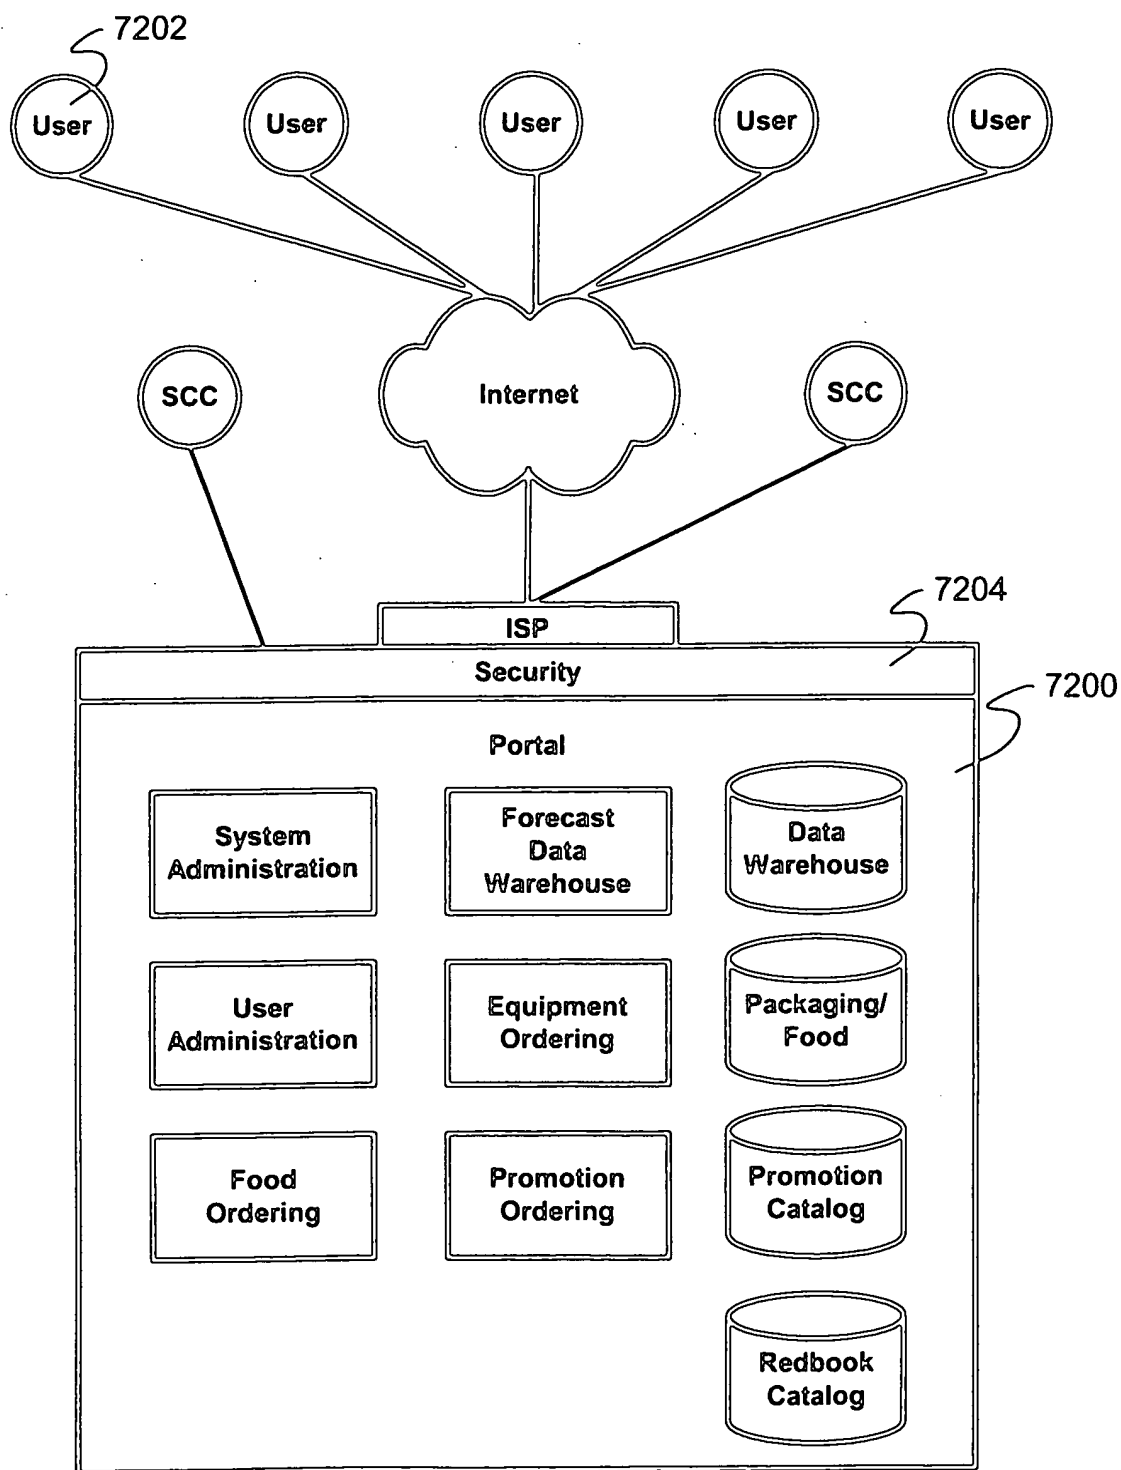 7202
User
User
User
User
User
Internet
SCC
SCC
7204
ISP
Security
7200
Portal
System
Administration
Forecast
Data
Warehouse
Data
Warehouse
User
Administration
Equipment
Ordering
Packaging/
Food
Food
Ordering
Promotion
Ordering
Promotion
Catalog
Redbook
Catalog